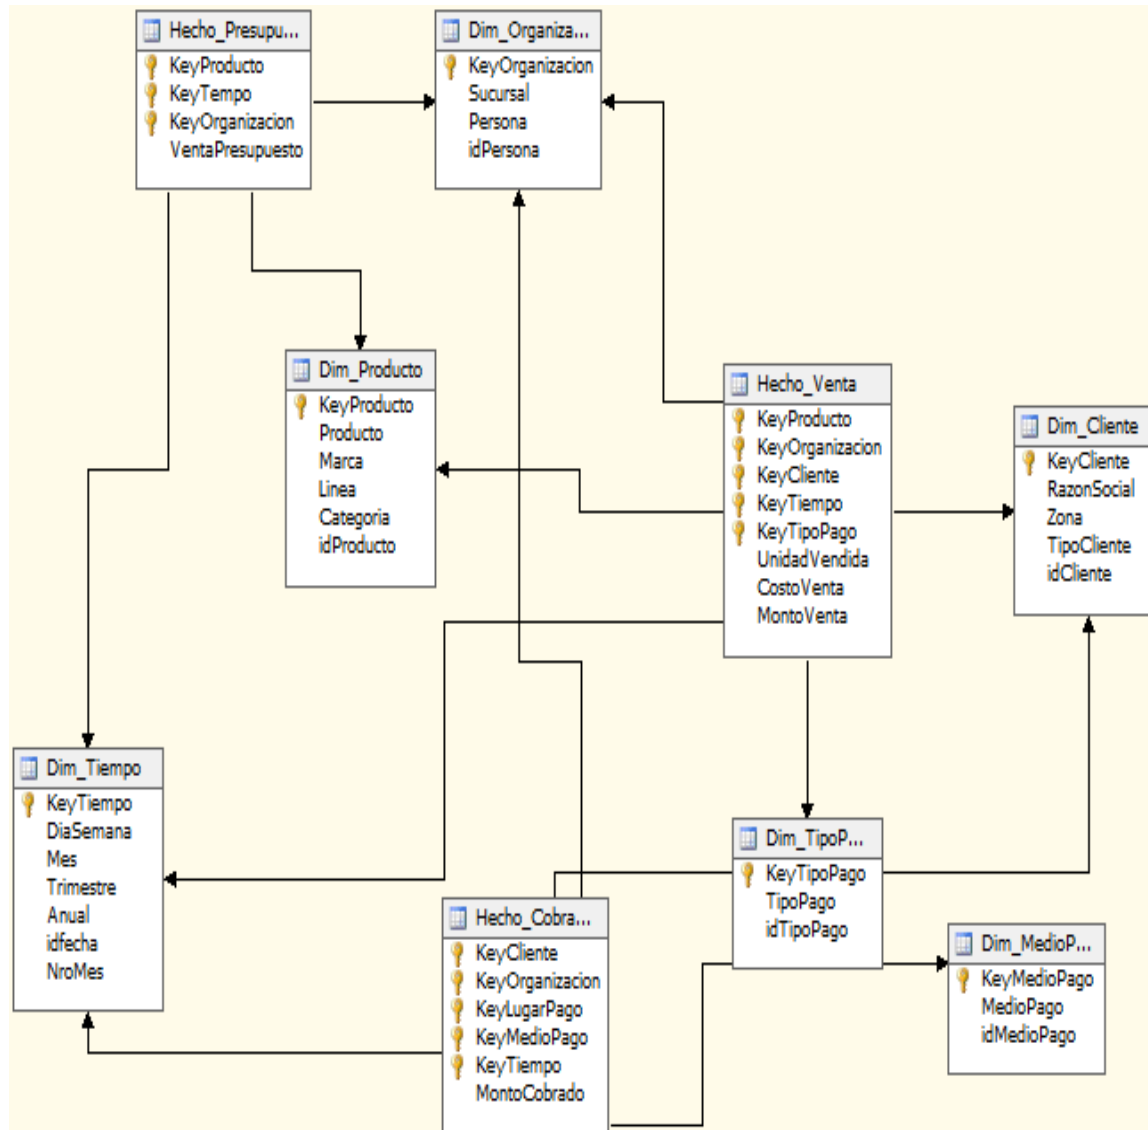 Hecho_Presupu...
KeyProducto
KeyTempo
KeyOrganizacion
VentaPresupuesto
Dim_Organiza...
KeyOrganizacion
Sucursal
Persona
idPersona
Dim_Producto
KeyProducto
Producto
Marca
Linea
Categoria
idProducto
Hecho_Venta
KeyProducto
KeyOrganizacion
KeyCliente
KeyTiempo
KeyTipoPago
UnidadVendida
CostoVenta
MontoVenta
Dim_Cliente
KeyCliente
RazonSocial
Zona
TipoCliente
idCliente
Dim_Tiempo
KeyTiempo
DiaSemana
Mes
Trimestre
Anual
idfecha
NroMes
Hecho_Cobra...
KeyCliente
KeyOrganizacion
KeyLugarPago
KeyMedioPago
KeyTiempo
MontoCobrado
Dim_TipoP...
KeyTipoPago
TipoPago
idTipoPago
Dim_MedioP...
KeyMedioPago
MedioPago
idMedioPago